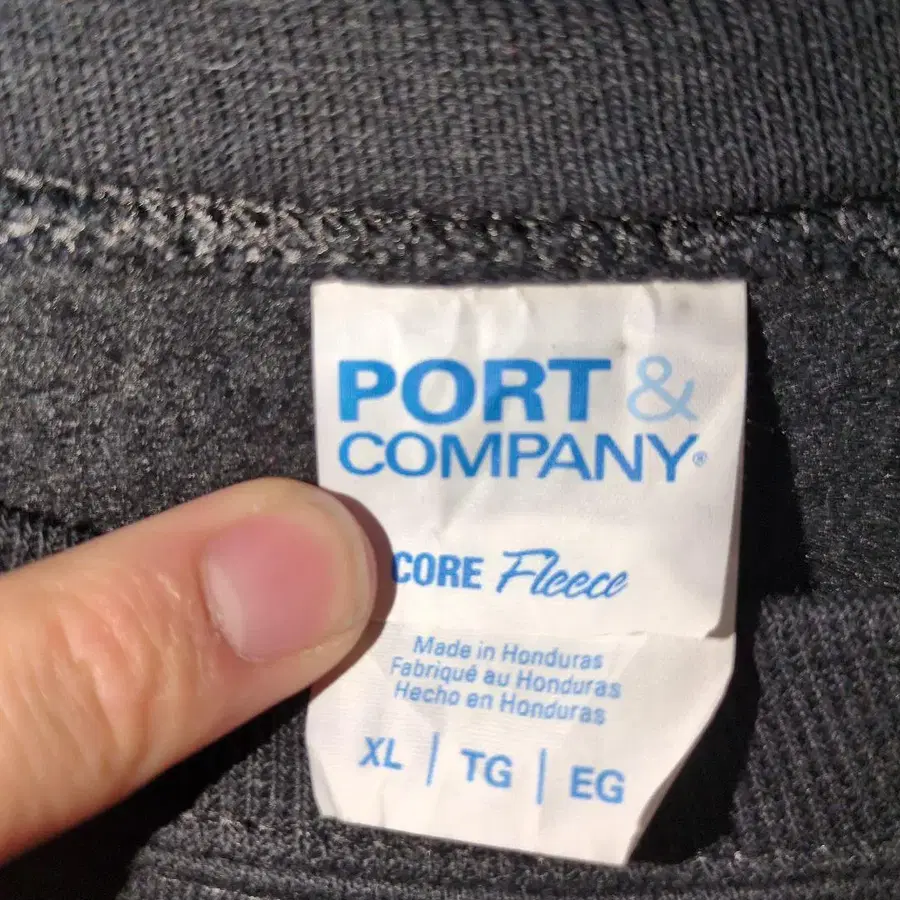 PORT &
COMPANY®
CORE Fleece
Made in Honduras
Fabriqué au Honduras
Hecho en Honduras
XL | TG | EG